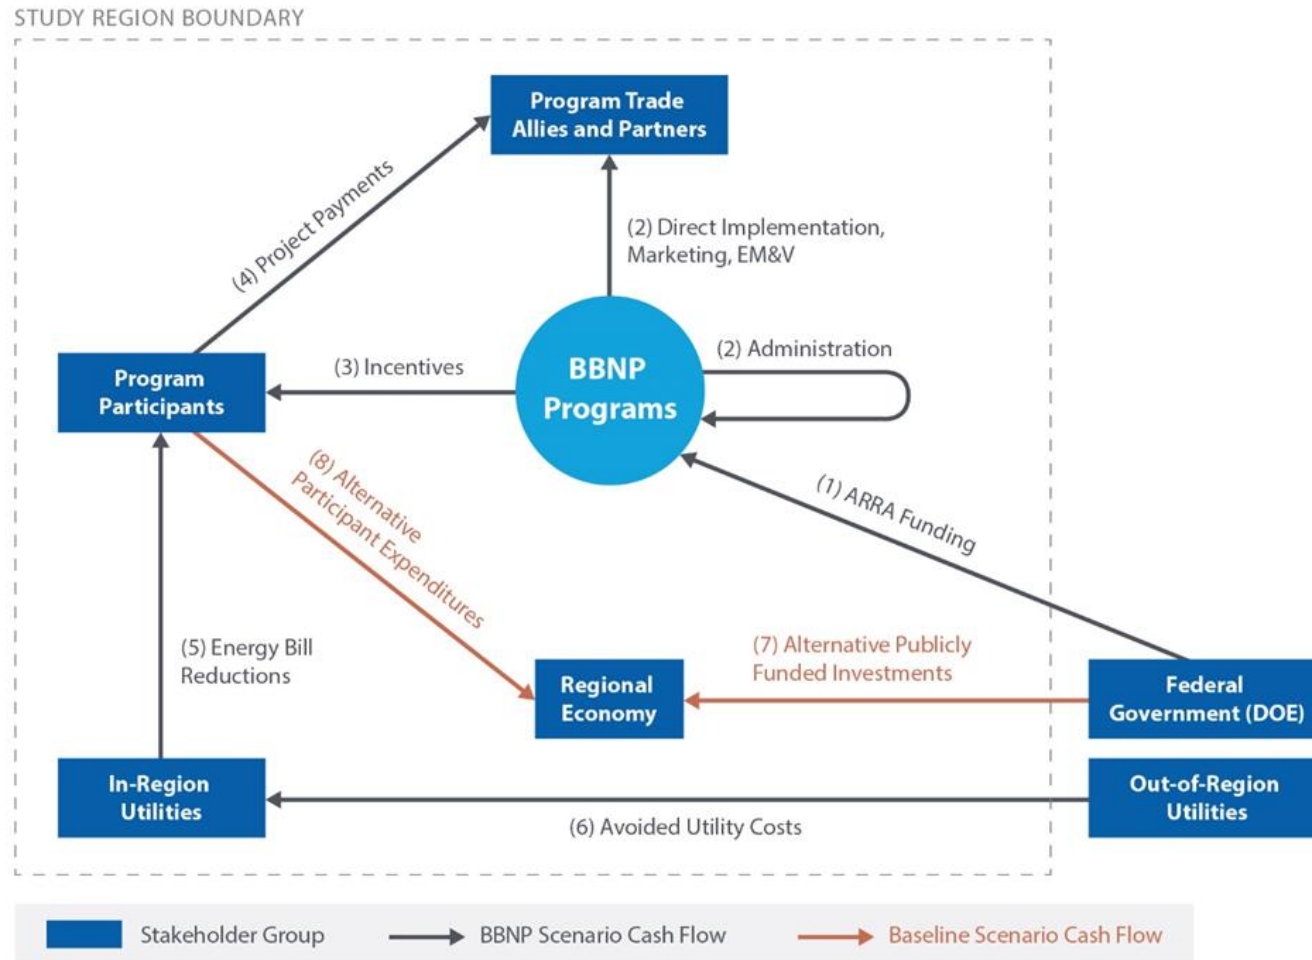 STUDY REGION BOUNDARY
Program Trade
Allies and Partners
(4) Project Payments
(2) Direct Implementation,
Marketing, EM&V
(3) Incentives
BBNP
Programs
(2) Administration
Program
Participants
(8) Alternative
Participant Expenditures
(1) ARRA Funding
(5) Energy Bill
Reductions
Regional
Economy
(7) Alternative Publicly
Funded Investments
Federal
Government (DOE)
In-Region
Utilities
(6) Avoided Utility Costs
Out-of-Region
Utilities
Stakeholder Group
BBNP Scenario Cash Flow
Baseline Scenario Cash Flow